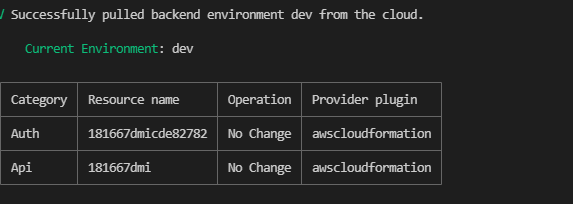 √ Successfully pulled backend environment dev from the cloud.
Current Environment: dev
Category Resource name Operation Provider plugin
Auth 181667dmicde82782 No Change awscloudformation
Api 181667dmi No Change awscloudformation